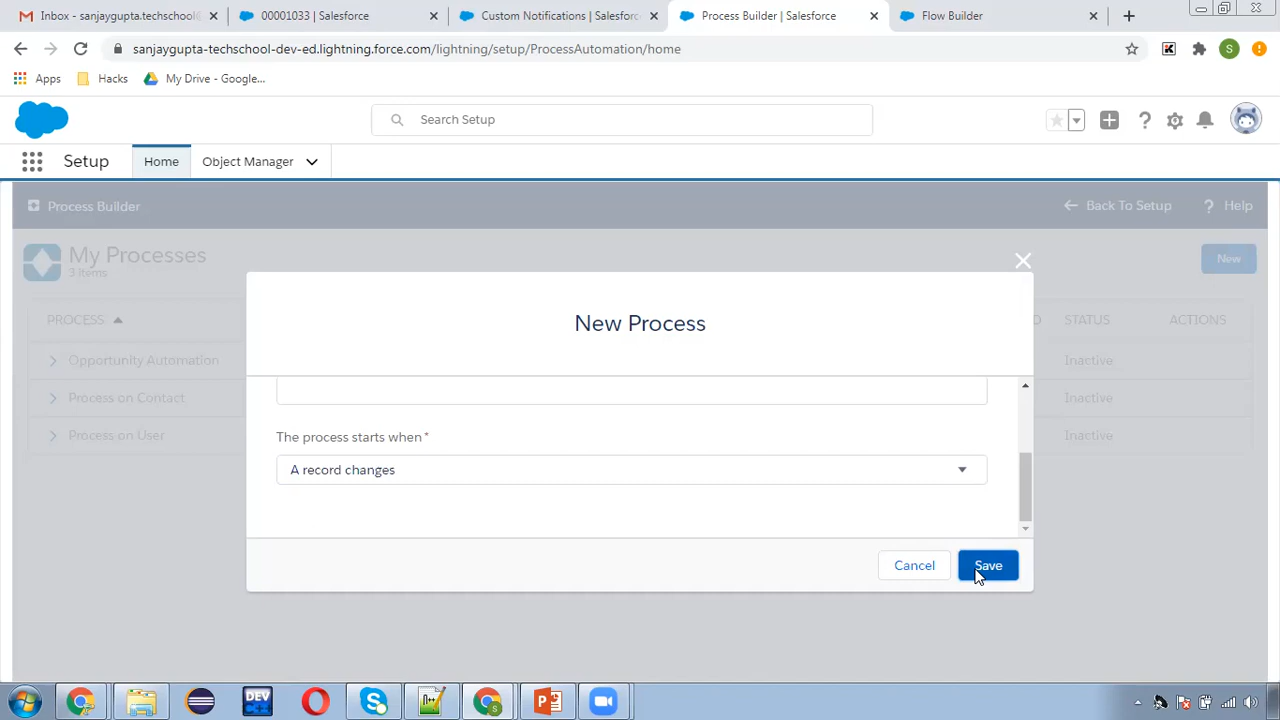 Inbox - sanjaygupta.techschool
00001033 | Salesforce
Custom Notifications | Salesforc
Process Builder | Salesforce
Flow Builder
sanjaygupta-techschool-dev-ed.lightning.force.com/lightning/setup/ProcessAutomation/home
S
Apps
Hacks
My Drive - Google...
Search Setup
Setup
Home
Object Manager
Process Builder
Back To Setup
? Help
My Processes
3 Items
New
New Process
PROCESS
D
STATUS
ACTIONS
Opportunity Automation
Inactive
Process on Contact
Inactive
Process on User
Inactive
The process starts when*
A record changes
Cancel
Save
DEV
C++